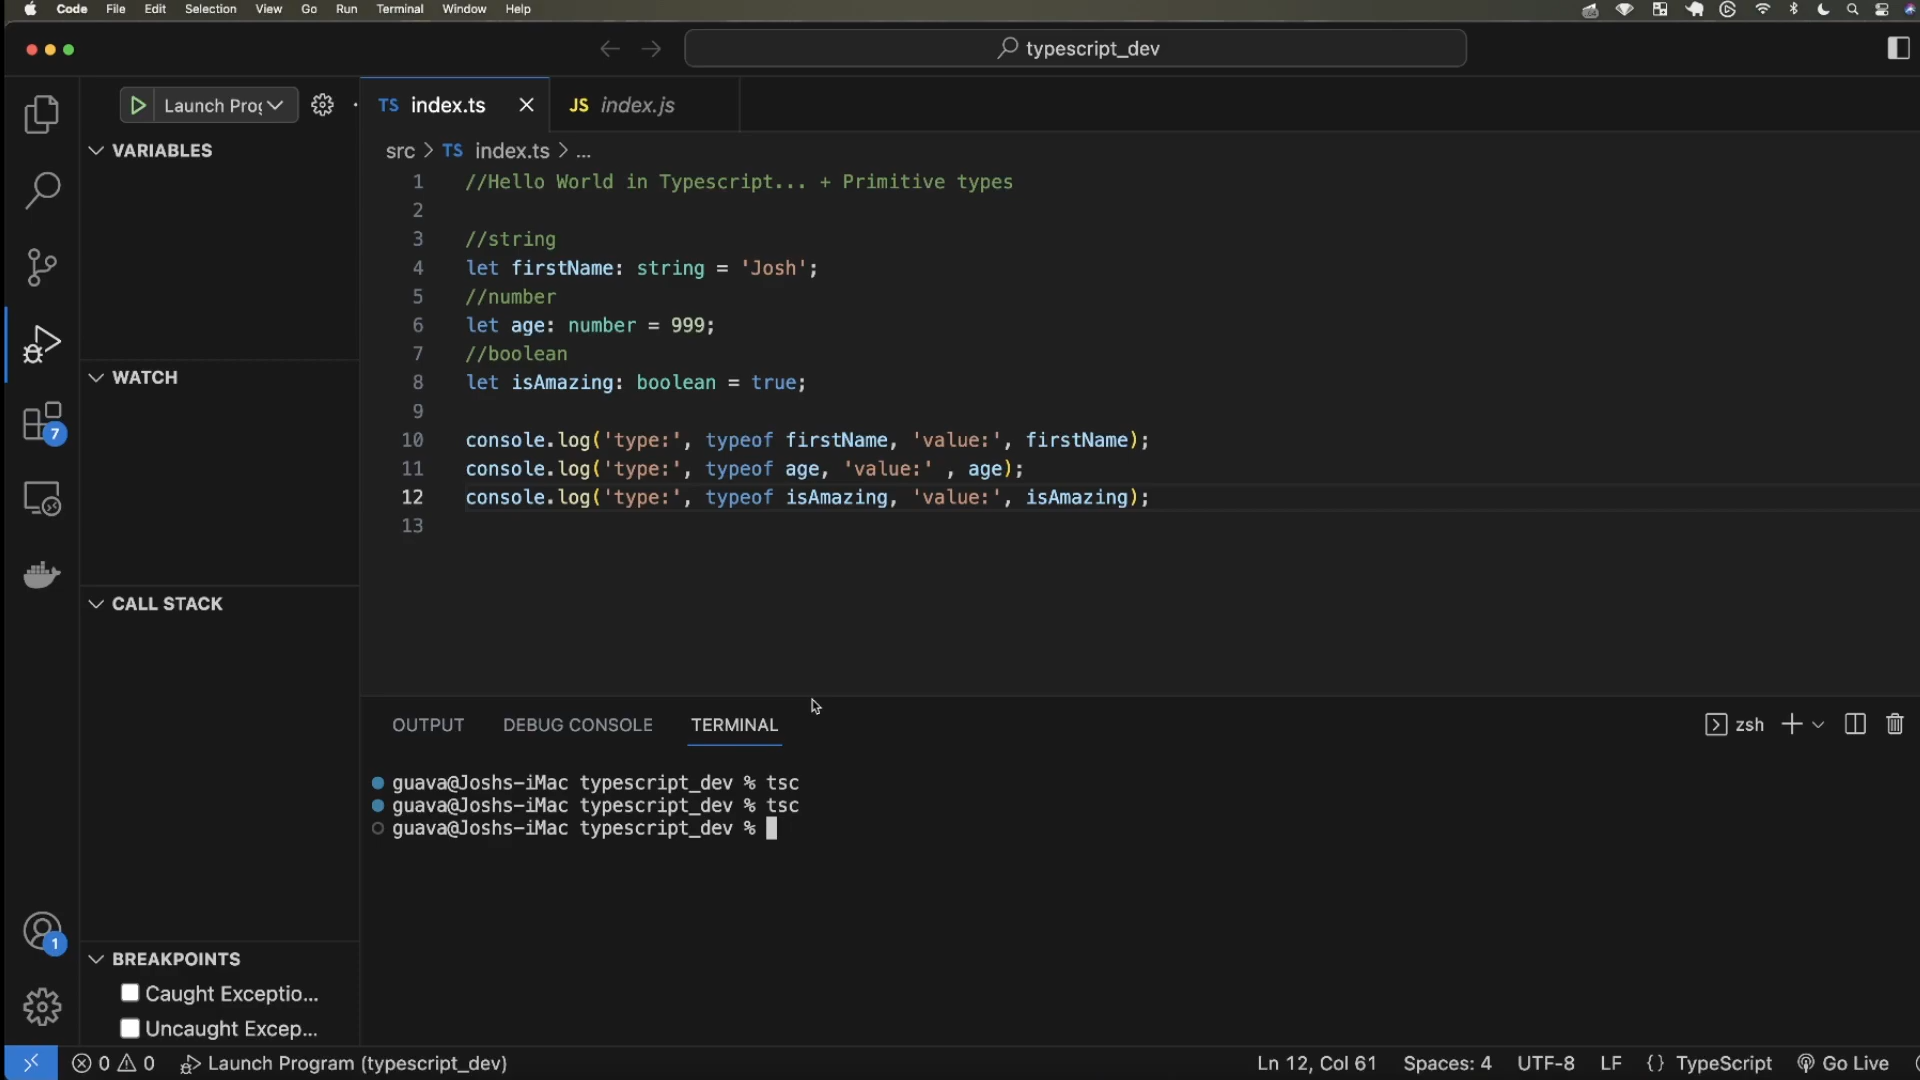 Code File Edit Selection View Go Run Terminal Window Help
typescript_dev
Launch Prog
TS index.ts
JS index.js
VARIABLES
src > TS index.ts > ...
1 //Hello World in Typescript... + Primitive types
2
3 //string
4 let firstName: string = 'Josh';
5 //number
6 let age: number = 999;
7 //boolean
8 let isAmazing: boolean = true;
9
10 console.log('type:', typeof firstName, 'value:', firstName);
11 console.log('type:', typeof age, 'value:' , age);
12 console.log('type:', typeof isAmazing, 'value:', isAmazing);
13
WATCH
7
CALL STACK
OUTPUT DEBUG CONSOLE TERMINAL
zsh
guava@Joshs-iMac typescript_dev % tsc
guava@Joshs-iMac typescript_dev % tsc
guava@Joshs-iMac typescript_dev %
1
BREAKPOINTS
Caught Exceptio...
Uncaught Excep...
0 0 Launch Program (typescript_dev) Ln 12, Col 61 Spaces: 4 UTF-8 LF {} TypeScript Go Live